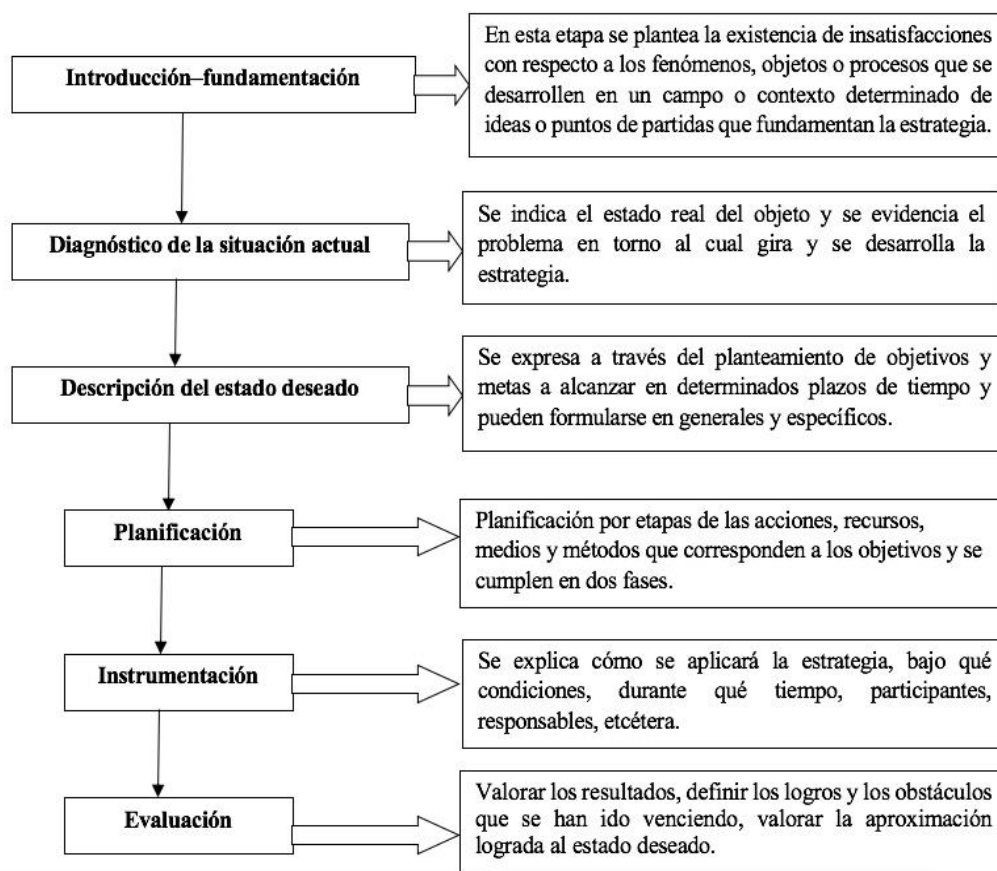 Introducción–fundamentación
En esta etapa se plantea la existencia de insatisfacciones
con respecto a los fenómenos, objetos o procesos que se
desarrollen en un campo o contexto determinado de
ideas o puntos de partidas que fundamentan la estrategia.
Diagnóstico de la situación actual
Se indica el estado real del objeto y se evidencia el
problema en torno al cual gira y se desarrolla la
estrategia.
Descripción del estado deseado
Se expresa a través del planteamiento de objetivos y
metas a alcanzar en determinados plazos de tiempo y
pueden formularse en generales y específicos.
Planificación
Planificación por etapas de las acciones, recursos,
medios y métodos que corresponden a los objetivos y se
cumplen en dos fases.
Instrumentación
Se explica cómo se aplicará la estrategia, bajo qué
condiciones, durante qué tiempo, participantes,
responsables, etcétera.
Evaluación
Valorar los resultados, definir los logros y los obstáculos
que se han ido venciendo, valorar la aproximación
lograda al estado deseado.